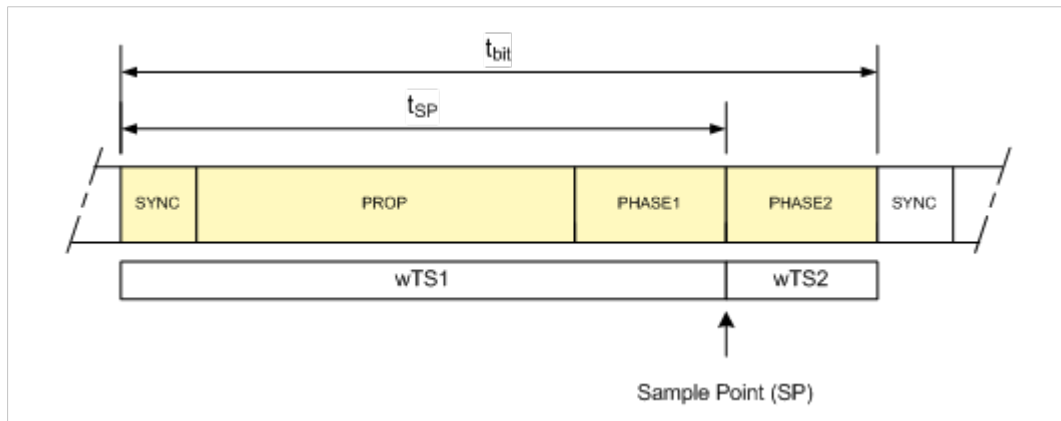 tbit
tSP
SYNC PROP PHASE1 PHASE2 SYNC
wTS1 wTS2
Sample Point (SP)